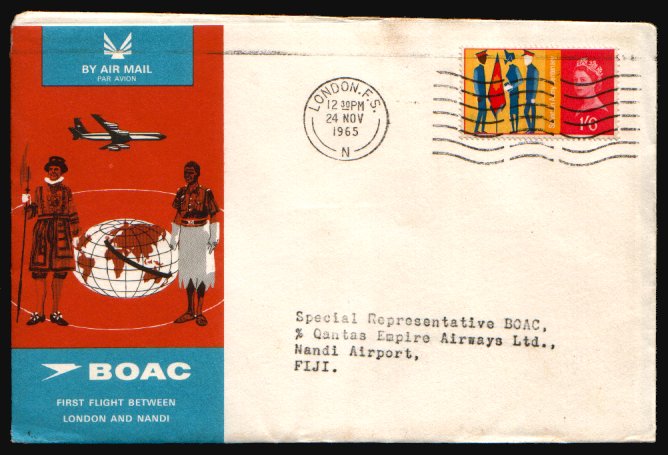 BY AIR MAIL
PAR AVION
LONDON.F.S.
12 30PM
24 NOV
1965
N
1/6
Special Representative BOAC,
% Qantas Empire Airways Ltd.,
Nandi Airport,
FIJI.
BOAC
FIRST FLIGHT BETWEEN
LONDON AND NANDI